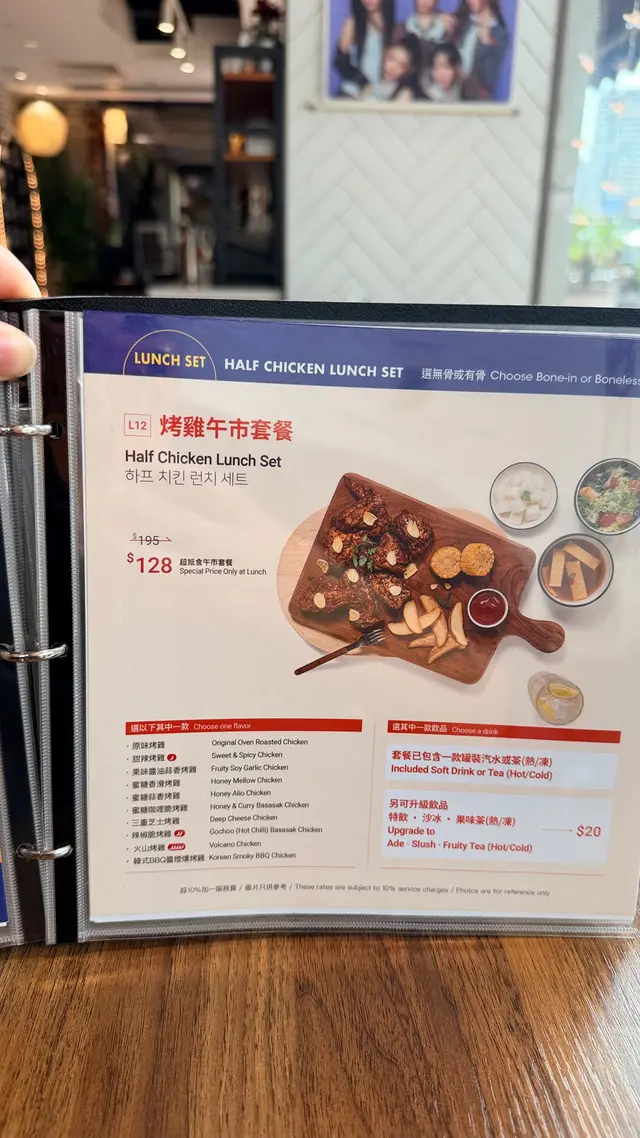 LUNCH SET
HALF CHICKEN LUNCH SET
選無骨或有骨 Choose Bone-in or Boneless
L12 烤雞午市套餐
Half Chicken Lunch Set
하프 치킨 런치 세트
$195
$128 超抵食午市套餐
Special Price Only at Lunch
選以下其中一款 Choose one flavor
· 原味烤雞 Original Oven Roasted Chicken
· 甜辣烤雞 Sweet & Spicy Chicken
· 果味醬油蒜香烤雞 Fruity Soy Garlic Chicken
· 蜜糖香滑烤雞 Honey Mellow Chicken
· 蜜糖蒜香烤雞 Honey Alio Chicken
· 蜜糖咖喱脆烤雞 Honey & Curry Basasak Chicken
· 三重芝士烤雞 Deep Cheese Chicken
· 辣椒脆烤雞 Gochoo (Hot Chilli) Basasak Chicken
· 火山烤雞 Volcano Chicken
· 韓式BBQ醬煙燻烤雞 Korean Smoky BBQ Chicken
選其中一款飲品 Choose a drink
套餐已包含一款罐裝汽水或茶(熱/凍)
Included Soft Drink or Tea (Hot/Cold)
另可升級飲品
特飲 · 沙冰 · 果味茶(熱/凍)
Upgrade to
Ade · Slush · Fruity Tea (Hot/Cold)
$20
設10%加一服務費 / 圖片只供參考 / These rates are subject to 10% service charges / Photos are for reference only